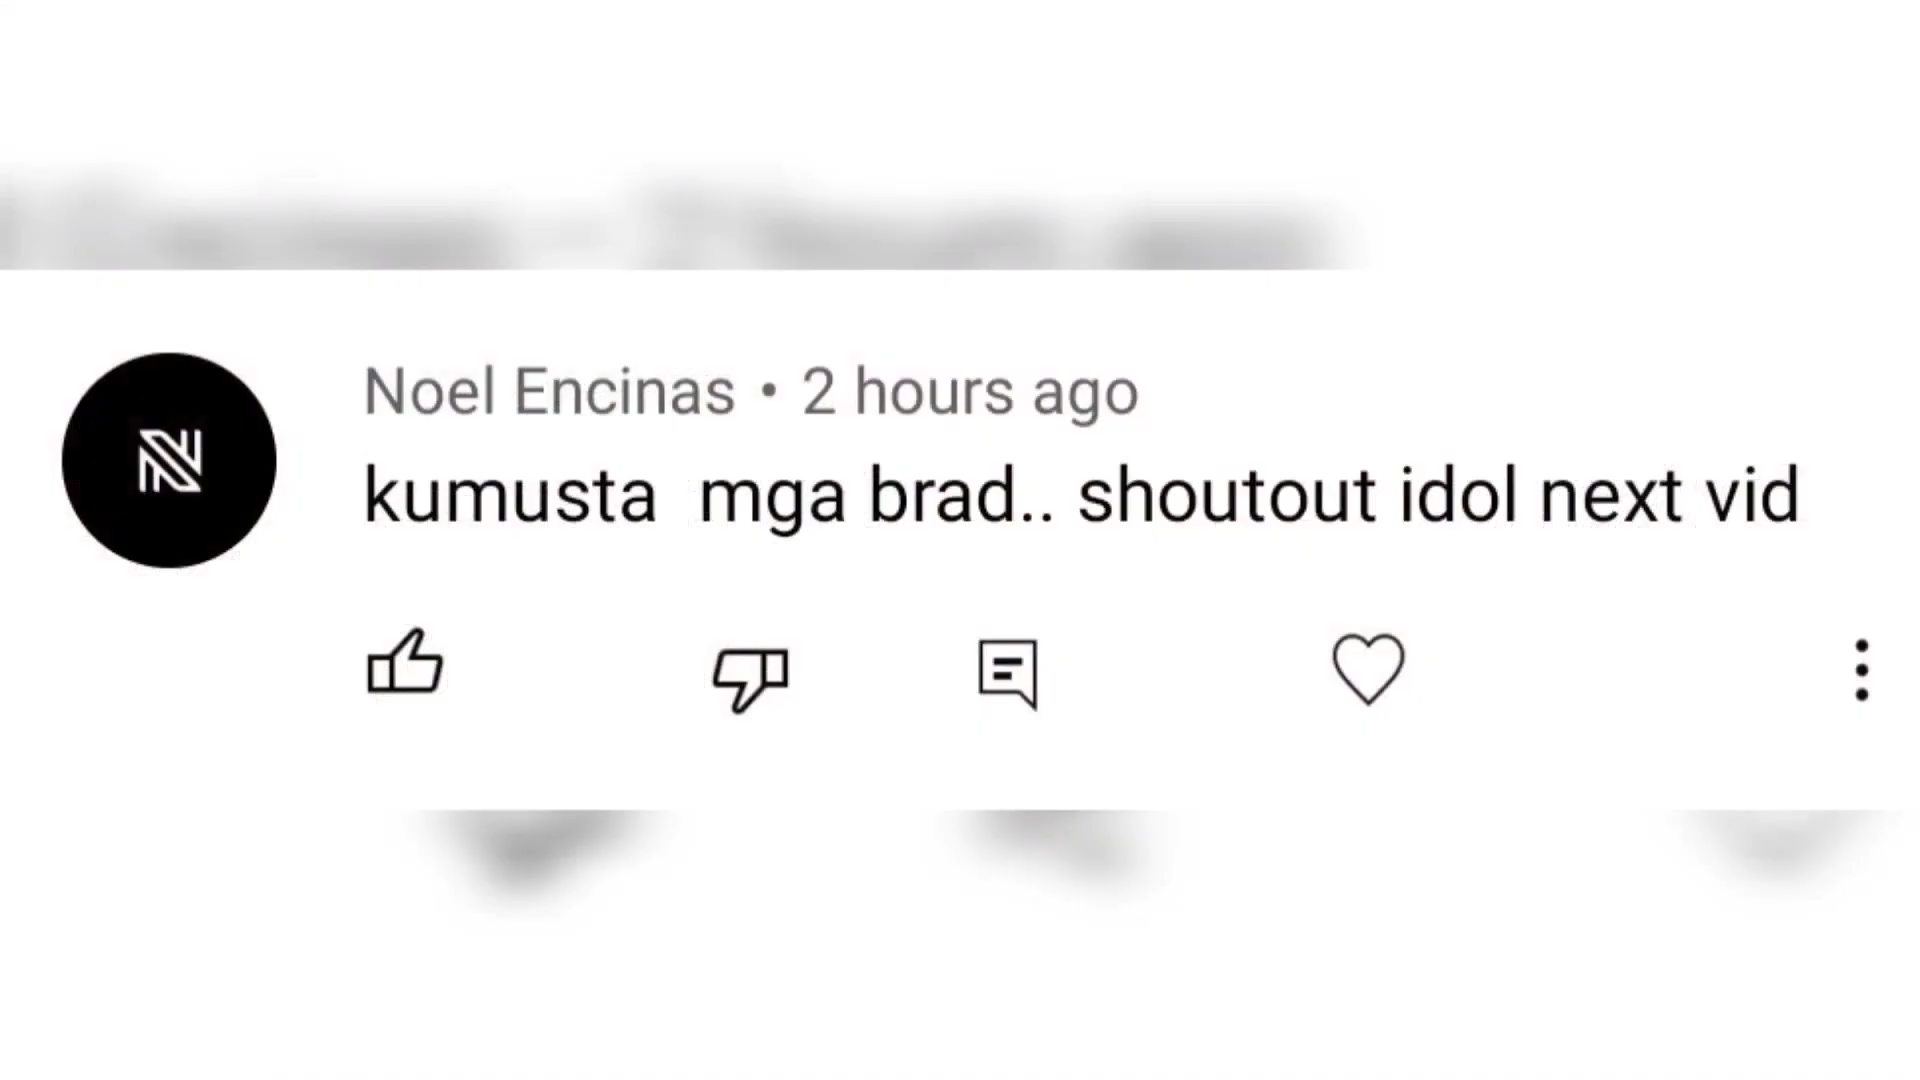 Noel Encinas • 2 hours ago
kumusta  mga brad.. shoutout idol next vid